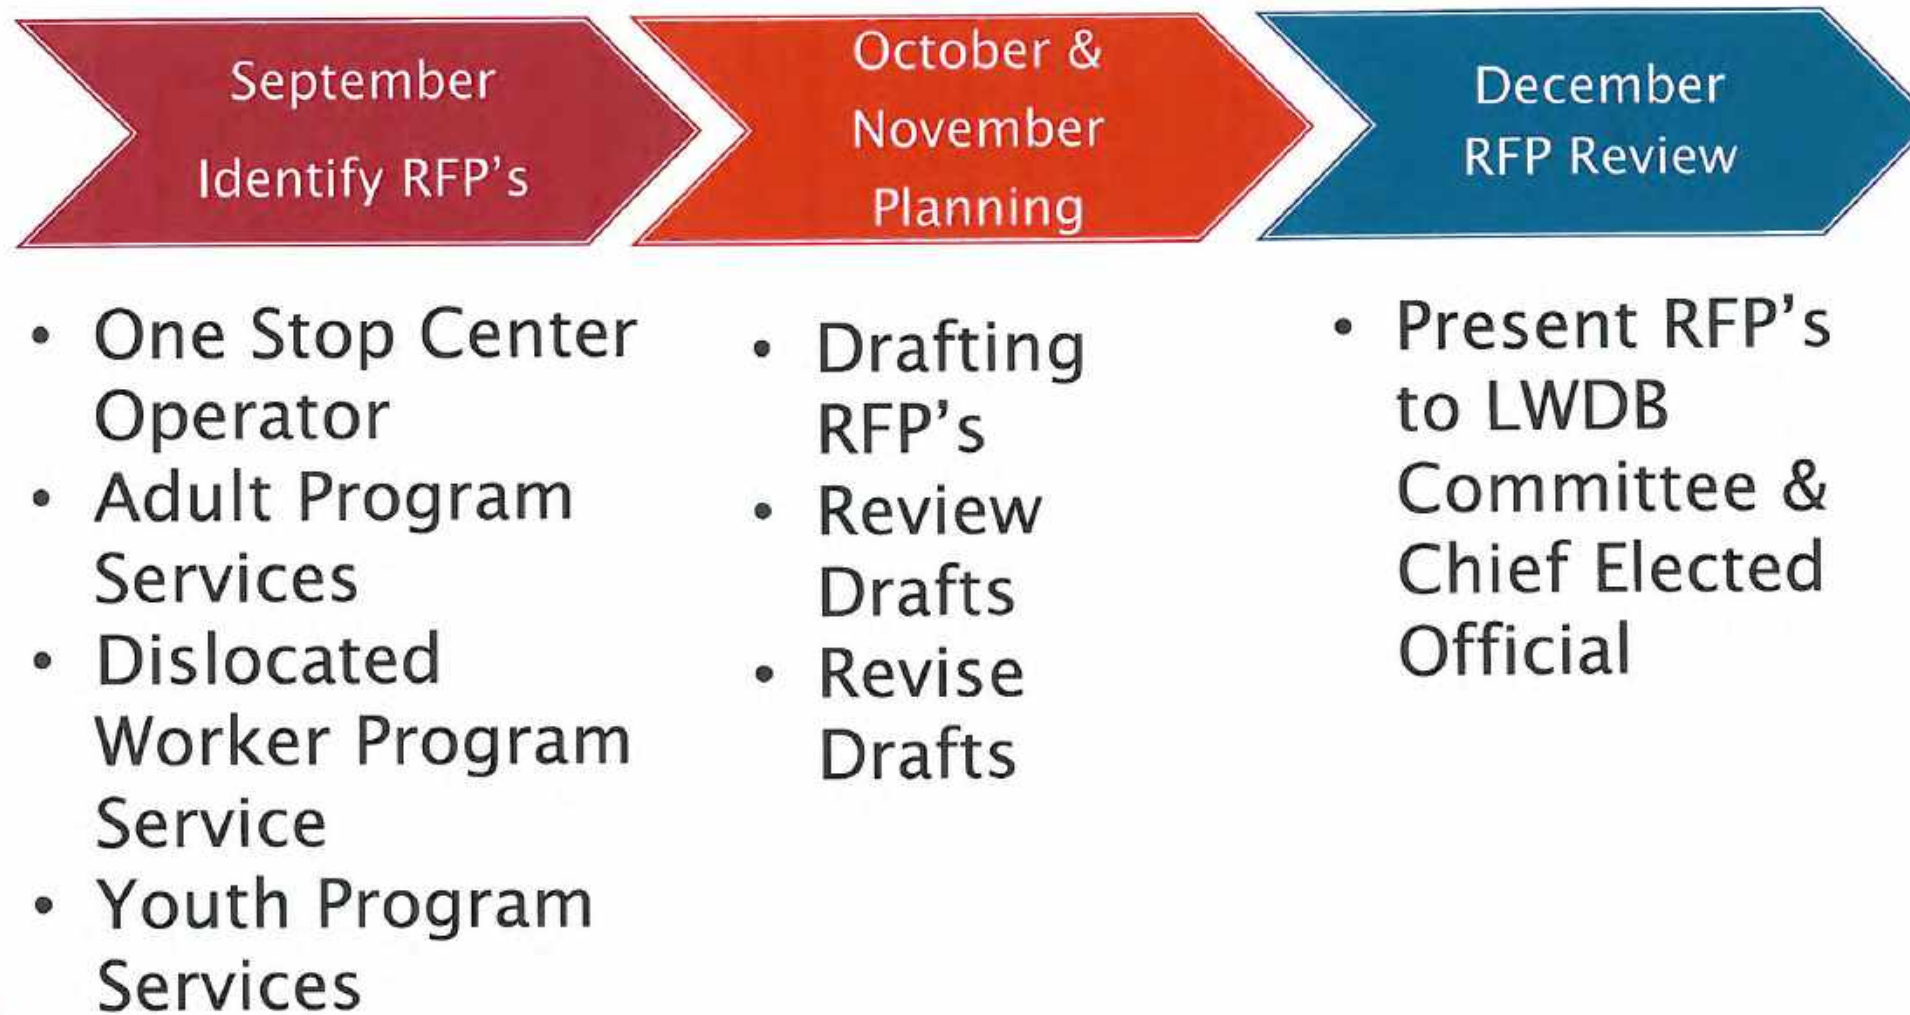 September
Identify RFP's
October &
November
Planning
December
RFP Review
• One Stop Center
Operator
• Adult Program
Services
• Dislocated
Worker Program
Service
• Youth Program
Services
• Drafting
RFP's
• Review
Drafts
• Revise
Drafts
• Present RFP's
to LWDB
Committee &
Chief Elected
Official